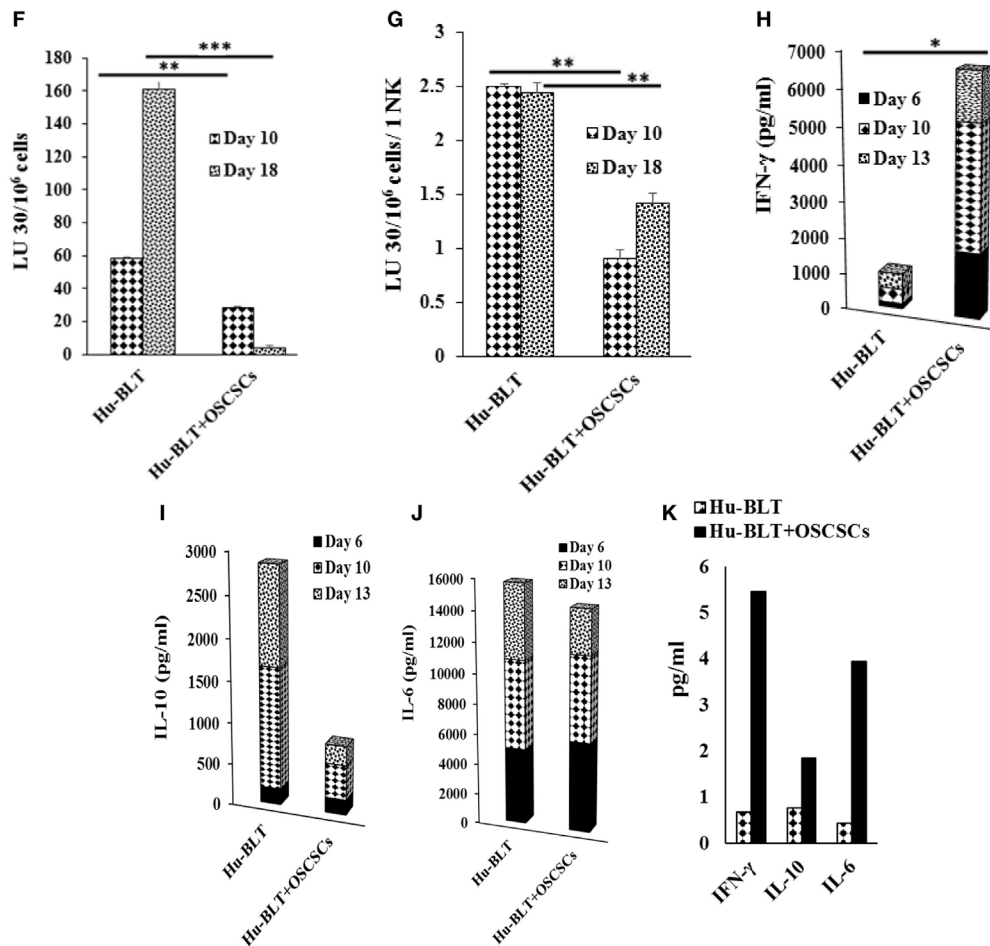 F
LU 30/10⁶ cells
180
160
140
120
100
80
60
40
20
0
***
**
Day 10
Day 18
Hu-BLT
Hu-BLT+OSCSCs
G
LU 30/10⁶ cells/ 1NK
3
2.5
2
1.5
1
0.5
0
**
**
Day 10
Day 18
Hu-BLT
Hu-BLT+OSCSCs
H
IFN-γ (pg/ml)
7000
6000
5000
4000
3000
2000
1000
0
*
Day 6
Day 10
Day 13
Hu-BLT
Hu-BLT+OSCSCs
I
IL-10 (pg/ml)
3000
2500
2000
1500
1000
500
0
Day 6
Day 10
Day 13
Hu-BLT
Hu-BLT+OSCSCs
J
IL-6 (pg/ml)
16000
14000
12000
10000
8000
6000
4000
2000
0
Day 6
Day 10
Day 13
Hu-BLT
Hu-BLT+OSCSCs
K
Hu-BLT
Hu-BLT+OSCSCs
pg/ml
6
5
4
3
2
1
0
IFN-γ
IL-10
IL-6